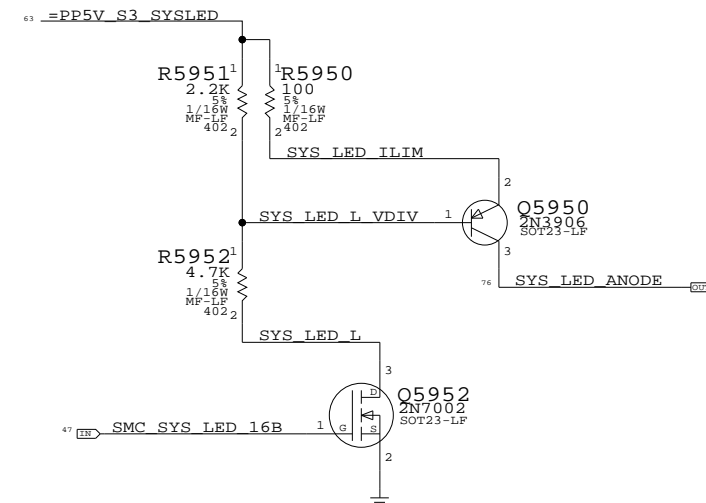 63 =PP5V_S3_SYSLED
R5951 1
2.2K
5%
1/16W
MF-LF
402 2
1 R5950
100
5%
1/16W
MF-LF
2 402
SYS_LED_ILIM
2
SYS_LED_L_VDIV 1
Q5950
2N3906
SOT23-LF
3
R5952 1
4.7K
5%
1/16W
MF-LF
402 2
76 SYS_LED_ANODE
SYS_LED_L
3
D
Q5952
2N7002
SOT23-LF
47 IN SMC_SYS_LED_16B 1
G S
2